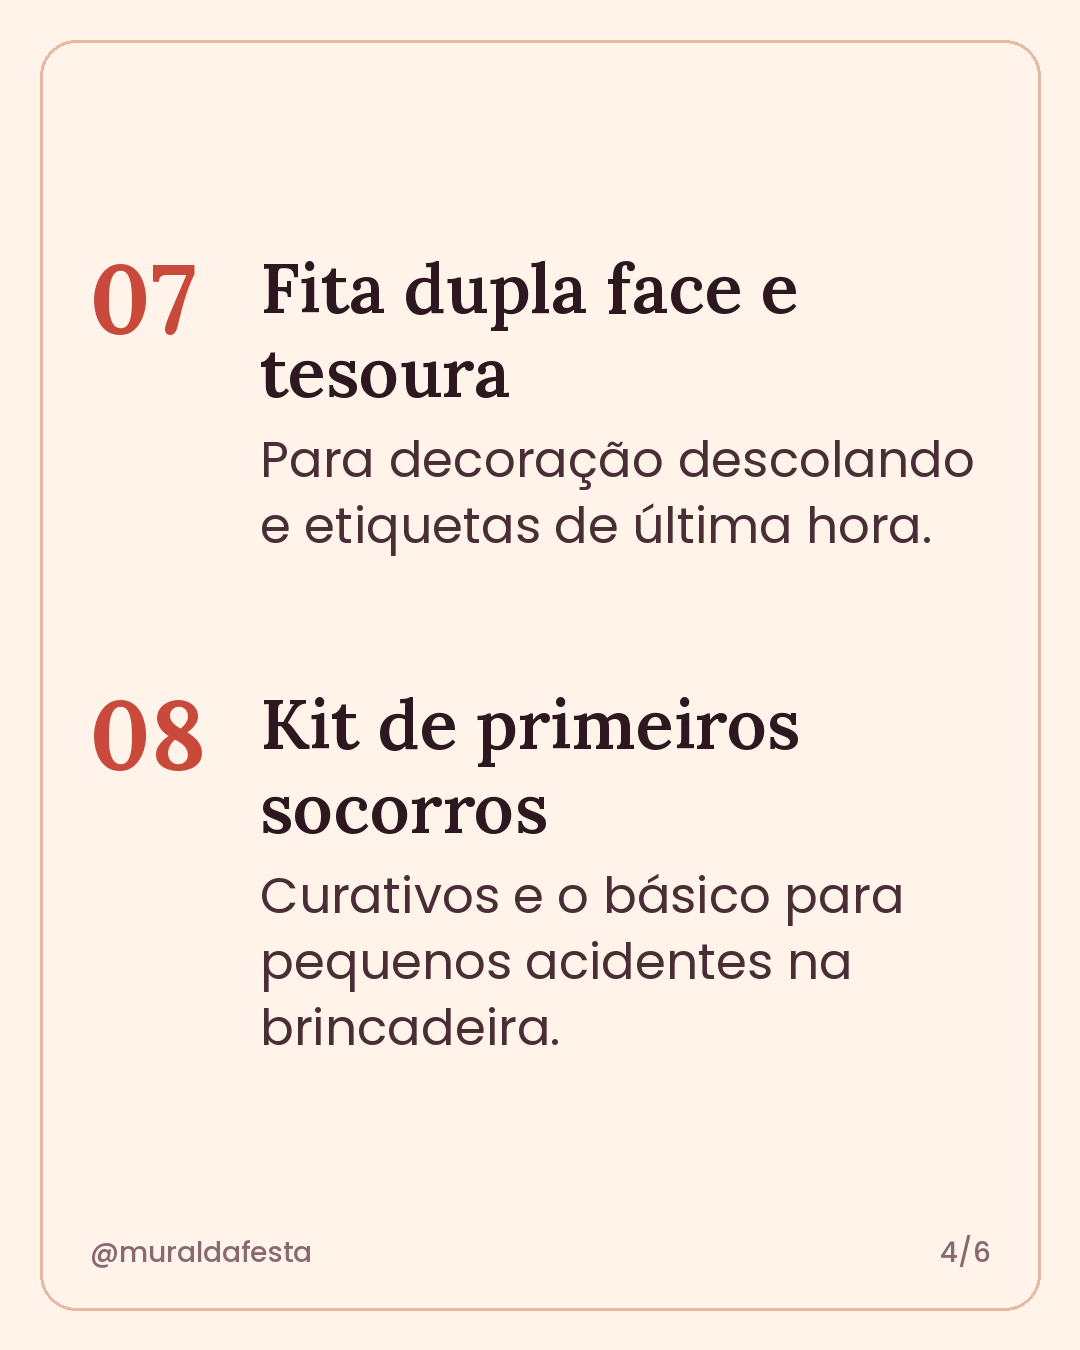 07
Fita dupla face e
tesoura
Para decoração descolando
e etiquetas de última hora.
08
Kit de primeiros
socorros
Curativos e o básico para
pequenos acidentes na
brincadeira.
@muraldafesta
4/6